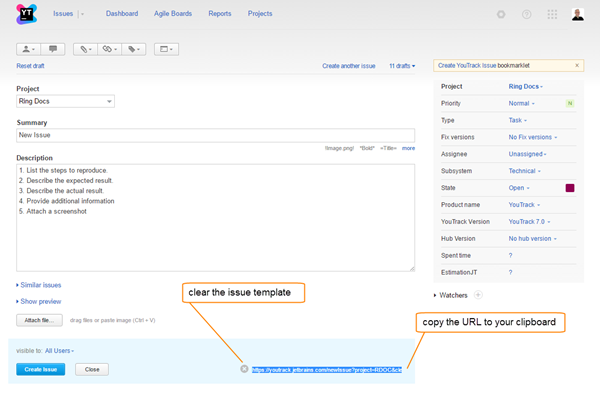 YT
Issues
Dashboard
Agile Boards
Reports
Projects
Reset draft
Create another issue
11 drafts
Create YouTrack Issue bookmarklet
Project
Ring Docs
Summary
New Issue
!Image.png! *Bold* =Title= more
Description
1. List the steps to reproduce.
2. Describe the expected result.
3. Describe the actual result.
4. Provide additional information
5. Attach a screenshot
Project Ring Docs
Priority Normal N
Type Task
Fix versions No Fix versions
Assignee Unassigned
Subsystem Technical
State Open
Product name YouTrack
YouTrack Version YouTrack 7.0
Hub Version No hub version
Spent time ?
EstimationJT ?
Watchers
Similar issues
Show preview
Attach file... drag files or paste image (Ctrl + V)
clear the issue template
copy the URL to your clipboard
visible to: All Users
Create Issue
Close
https://youtrack.jetbrains.com/newIssue?project=RDOC&cle